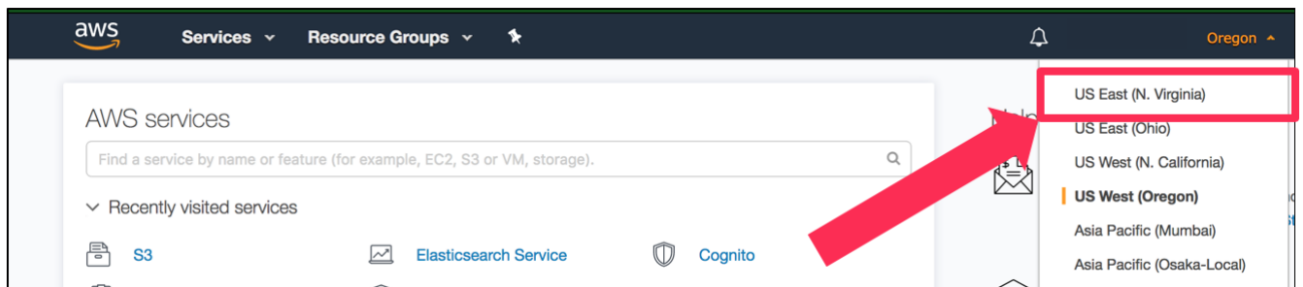 aws Services Resource Groups Oregon
US East (N. Virginia)
AWS services
US East (Ohio)
Find a service by name or feature (for example, EC2, S3 or VM, storage).
US West (N. California)
Recently visited services
US West (Oregon)
Asia Pacific (Mumbai)
S3 Elasticsearch Service Cognito
Asia Pacific (Osaka-Local)